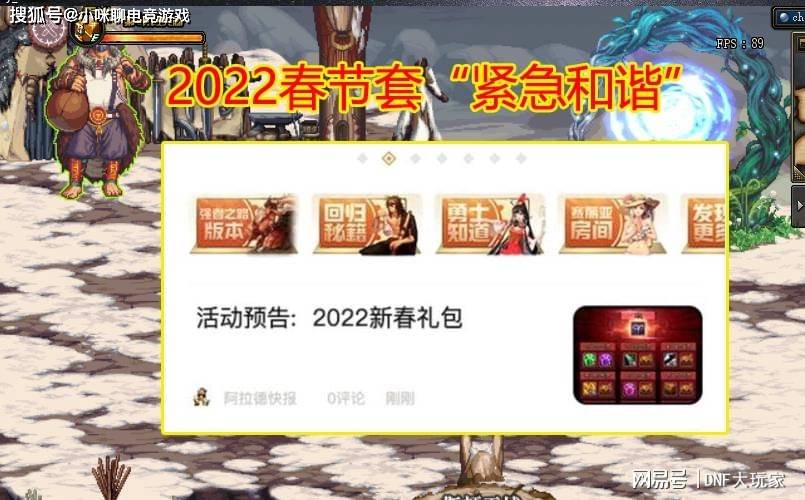 搜狐号@小咪聊电竞游戏
FPS : 89
ch
2022春节套“紧急和谐”
强者之路
版本
回归
秘籍
勇士
知道
赛丽亚
房间
发现
更多
活动预告：2022新春礼包
阿拉德快报 0评论 刚刚
网易号 | DNF大玩家